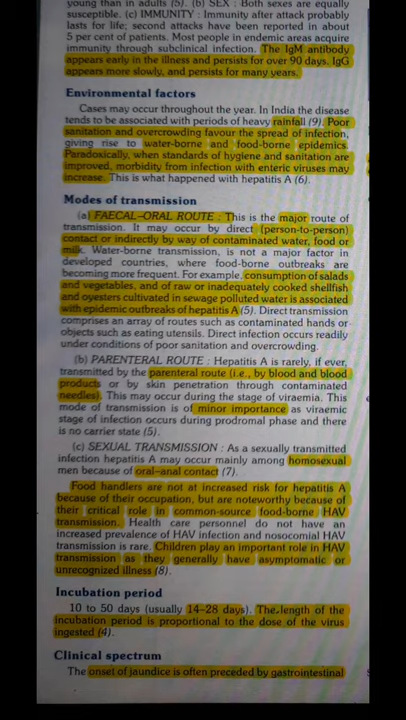 young than in adults (5). (b) SEX : Both sexes are equally
susceptible. (c) IMMUNITY : Immunity after attack probably
lasts for life; second attacks have been reported in about
5 per cent of patients. Most people in endemic areas acquire
immunity through subclinical infection. The IgM antibody
appears early in the illness and persists for over 90 days. IgG
appears more slowly, and persists for many years.
Environmental factors
Cases may occur throughout the year. In India the disease
tends to be associated with periods of heavy rainfall (9). Poor
sanitation and overcrowding favour the spread of infection,
giving rise to water-borne and food-borne epidemics.
Paradoxically, when standards of hygiene and sanitation are
improved, morbidity from infection with enteric viruses may
increase. This is what happened with hepatitis A (6).
Modes of transmission
(a) FAECAL-ORAL ROUTE : This is the major route of
transmission. It may occur by direct (person-to-person)
contact or indirectly by way of contaminated water, food or
milk. Water-borne transmission, is not a major factor in
developed countries, where food-borne outbreaks are
becoming more frequent. For example, consumption of salads
and vegetables, and of raw or inadequately cooked shellfish
and oyesters cultivated in sewage polluted water is associated
with epidemic outbreaks of hepatitis A (5). Direct transmission
comprises an array of routes such as contaminated hands or
objects such as eating utensils. Direct infection occurs readily
under conditions of poor sanitation and overcrowding.
(b) PARENTERAL ROUTE : Hepatitis A is rarely, if ever,
transmitted by the parenteral route (i.e., by blood and blood
products or by skin penetration through contaminated
needles). This may occur during the stage of viraemia. This
mode of transmission is of minor importance as viraemic
stage of infection occurs during prodromal phase and there
is no carrier state (5).
(c) SEXUAL TRANSMISSION : As a sexually transmitted
infection hepatitis A may occur mainly among homosexual
men because of oral-anal contact (7).
Food handlers are not at increased risk for hepatitis A
because of their occupation, but are noteworthy because of
their critical role in common-source food-borne HAV
transmission. Health care personnel do not have an
increased prevalence of HAV infection and nosocomial HAV
transmission is rare. Children play an important role in HAV
transmission as they generally have asymptomatic or
unrecognized illness (8).
Incubation period
10 to 50 days (usually 14-28 days). The length of the
incubation period is proportional to the dose of the virus
ingested (4).
Clinical spectrum
The onset of jaundice is often preceded by gastrointestinal